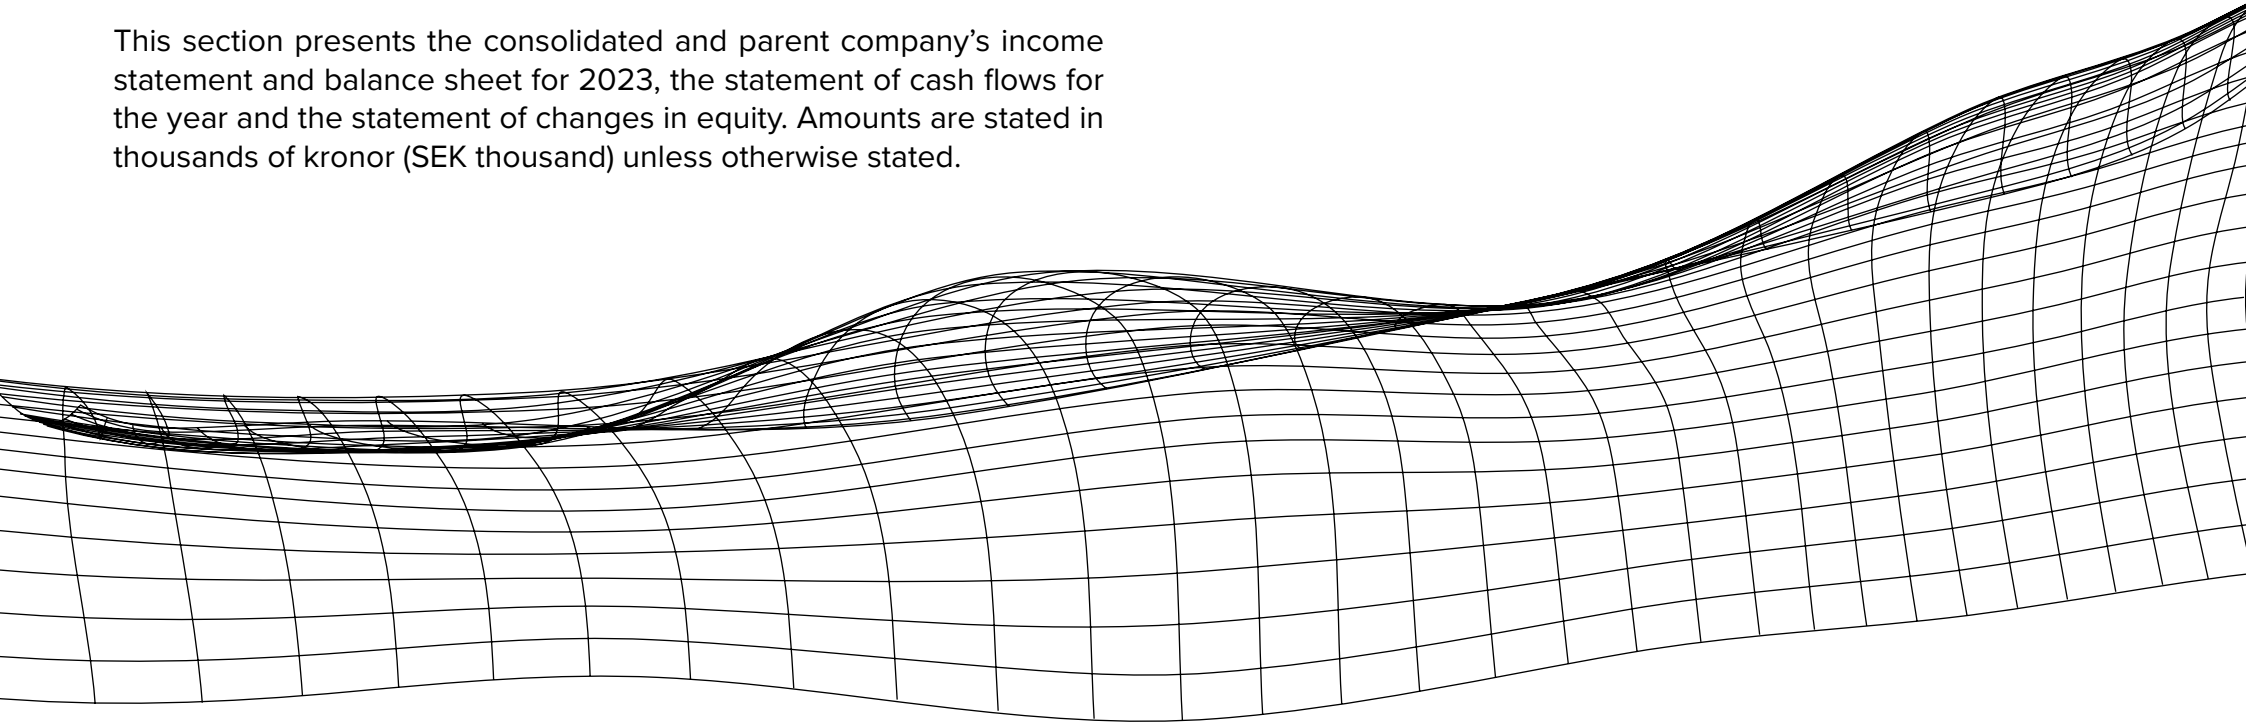 This section presents the consolidated and parent company’s income
statement and balance sheet for 2023, the statement of cash flows for
the year and the statement of changes in equity. Amounts are stated in
thousands of kronor (SEK thousand) unless otherwise stated.